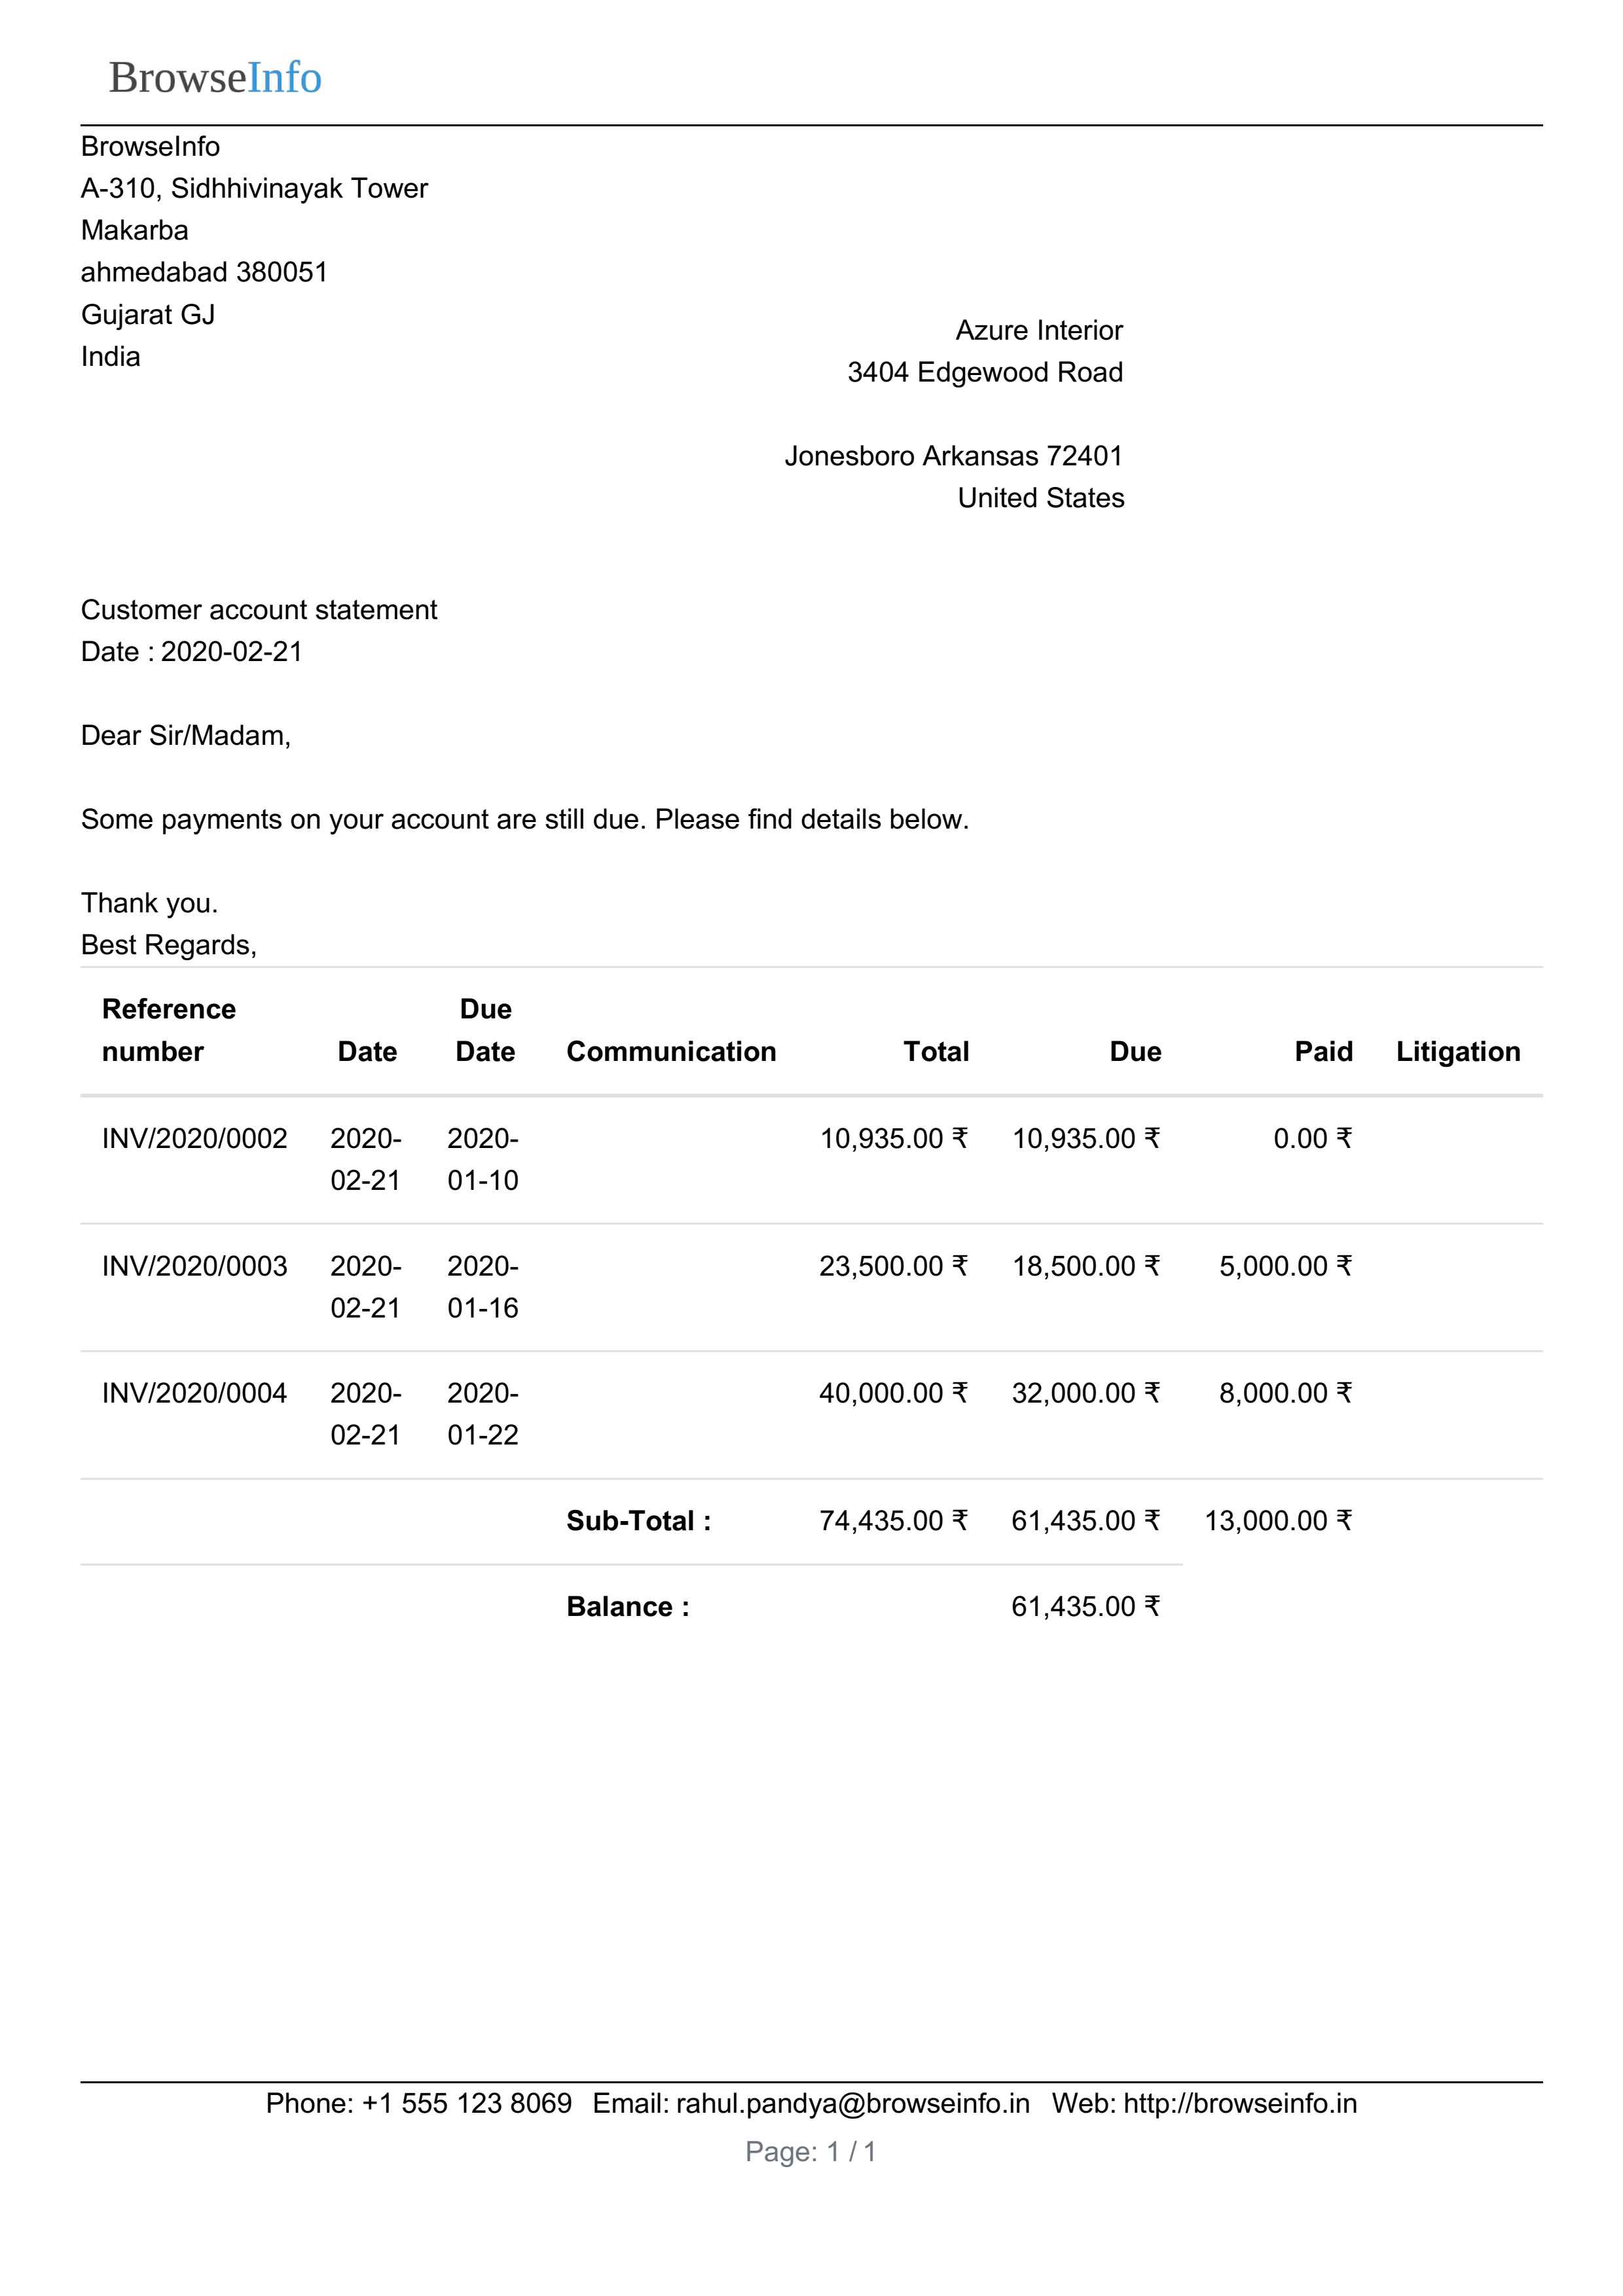 BrowseInfo
BrowseInfo
A-310, Sidhhivinayak Tower
Makarba
ahmedabad 380051
Gujarat GJ
India
Azure Interior
3404 Edgewood Road
Jonesboro Arkansas 72401
United States
Customer account statement
Date : 2020-02-21
Dear Sir/Madam,
Some payments on your account are still due. Please find details below.
Thank you.
Best Regards,
Reference Due
number Date Date Communication Total Due Paid Litigation
INV/2020/0002 2020- 2020- 10,935.00 ₹ 10,935.00 ₹ 0.00 ₹
02-21 01-10
INV/2020/0003 2020- 2020- 23,500.00 ₹ 18,500.00 ₹ 5,000.00 ₹
02-21 01-16
INV/2020/0004 2020- 2020- 40,000.00 ₹ 32,000.00 ₹ 8,000.00 ₹
02-21 01-22
Sub-Total : 74,435.00 ₹ 61,435.00 ₹ 13,000.00 ₹
Balance : 61,435.00 ₹
Phone: +1 555 123 8069 Email: rahul.pandya@browseinfo.in Web: http://browseinfo.in
Page: 1 / 1